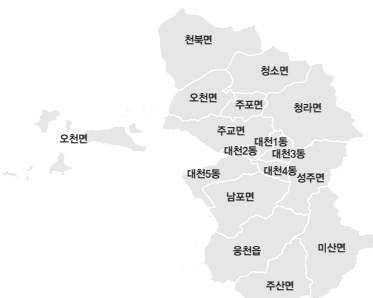 천북면
청소면
오천면
주포면
청라면
주교면
오천면
대천1동
대천2동
대천3동
대천5동
대천4동
성주면
남포면
웅천읍
미산면
주산면